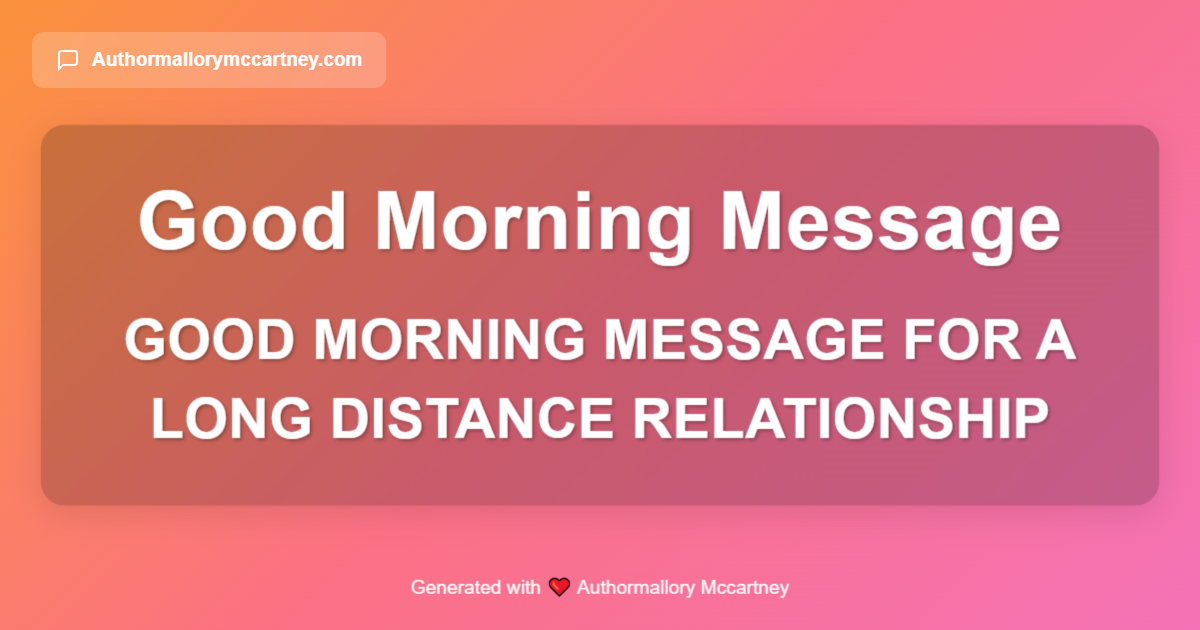 Authormallorymccartney.com
Good Morning Message
GOOD MORNING MESSAGE FOR A
LONG DISTANCE RELATIONSHIP
Generated with ❤️ Authormallory Mccartney